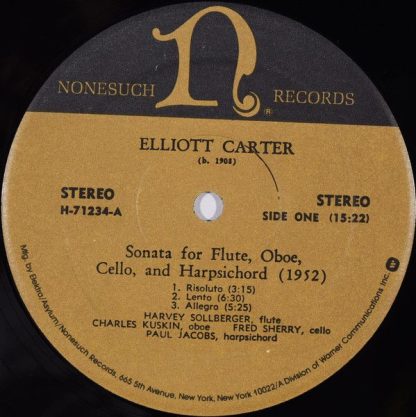 n
®
NONESUCH RECORDS
ELLIOTT CARTER
(b. 1908)
STEREO
H-71234-A
STEREO
SIDE ONE (15:22)
Sonata for Flute, Oboe,
Cello, and Harpsichord (1952)
1. Risoluto (3:15)
2. Lento (6:30)
3. Allegro (5:25)
HARVEY SOLLBERGER, flute
CHARLES KUSKIN, oboe FRED SHERRY, cello
PAUL JACOBS, harpsichord
Mfg by Elektra/Asylum/Nonesuch Records, 665 5th Avenue, New York, New York 10022/A Division of Warner Communications Inc.